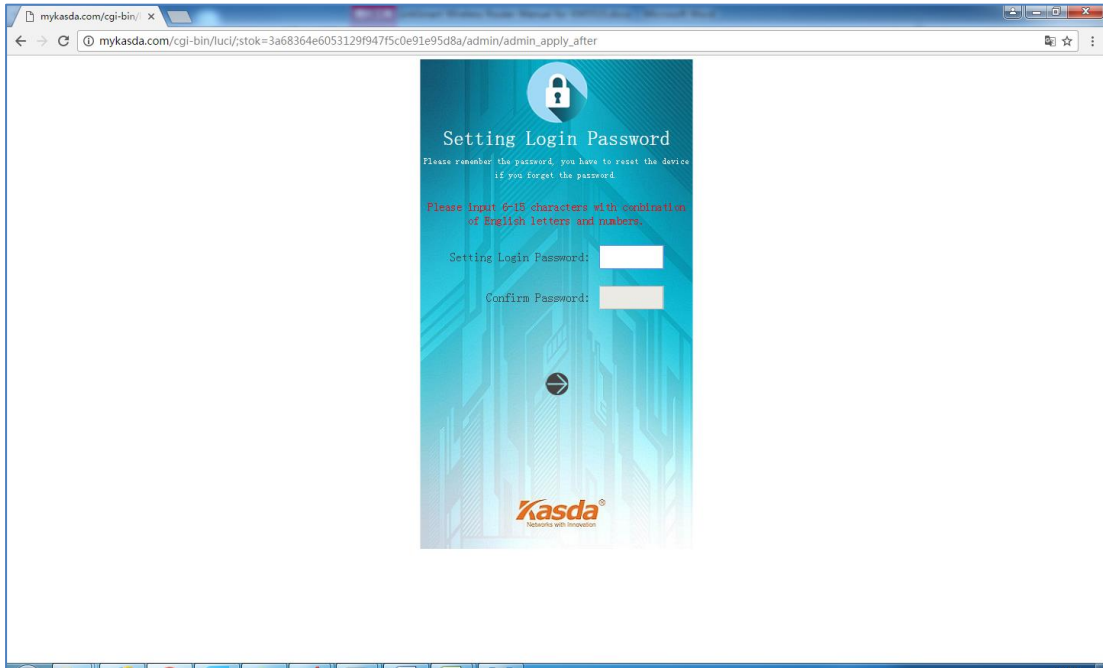 mykasda.com/cgi-bin/
mykasda.com/cgi-bin/luci/;stok=3a68364e6053129f947f5c0e91e95d8a/admin/admin_apply_after
Setting Login Password
Please remember the password, you have to reset the device
if you forget the password.
Please input 6-15 characters with conbination
of English letters and numbers.
Setting Login Password:
Confirm Password:
Kasda®
Networks with Innovation